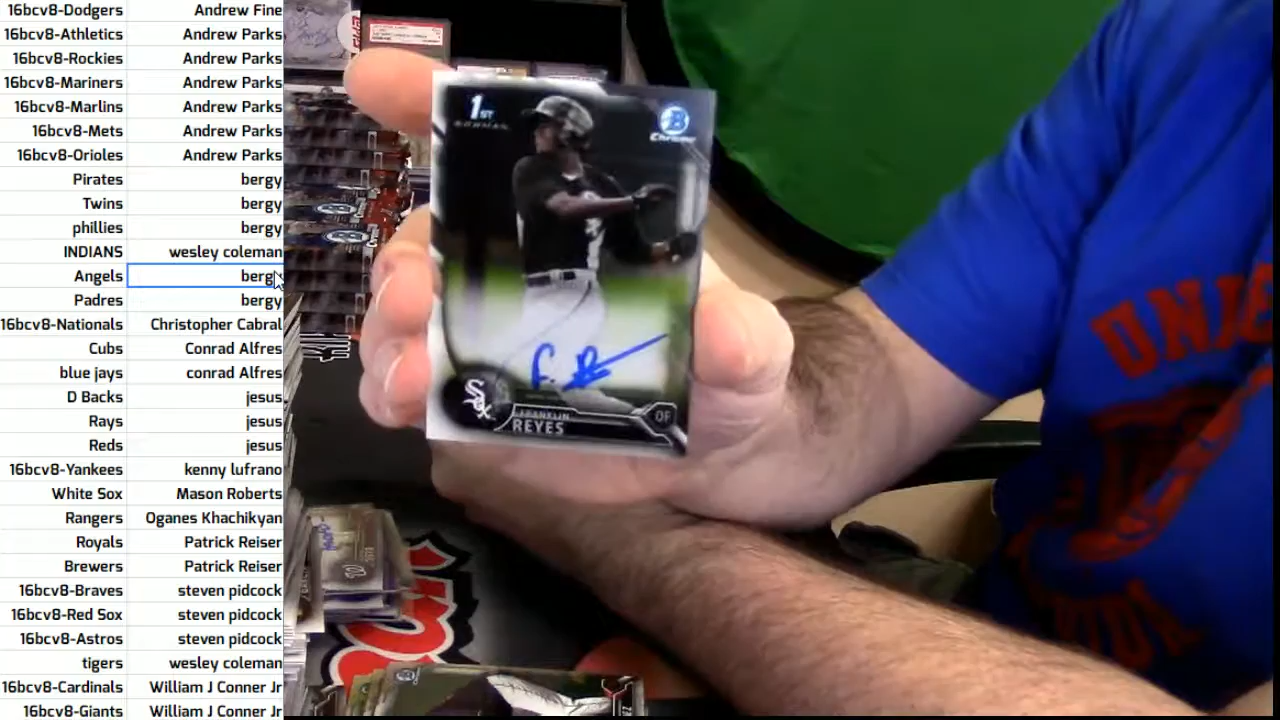 16bcv8-Dodgers Andrew Fine
16bcv8-Athletics Andrew Parks
16bcv8-Rockies Andrew Parks
16bcv8-Mariners Andrew Parks
16bcv8-Marlins Andrew Parks
16bcv8-Mets Andrew Parks
16bcv8-Orioles Andrew Parks
Pirates bergy
Twins bergy
phillies bergy
INDIANS wesley coleman
Angels bergy
Padres bergy
16bcv8-Nationals Christopher Cabral
Cubs Conrad Alfres
blue jays conrad Alfres
D Backs jesus
Rays jesus
Reds jesus
16bcv8-Yankees kenny lufrano
White Sox Mason Roberts
Rangers Oganes Khachikyan
Royals Patrick Reiser
Brewers Patrick Reiser
16bcv8-Braves steven pidcock
16bcv8-Red Sox steven pidcock
16bcv8-Astros steven pidcock
tigers wesley coleman
16bcv8-Cardinals William J Conner Jr
16bcv8-Giants William J Conner Jr
1ST
BOWMAN
B
Chrome
SOX
FRANKLIN
REYES
OF